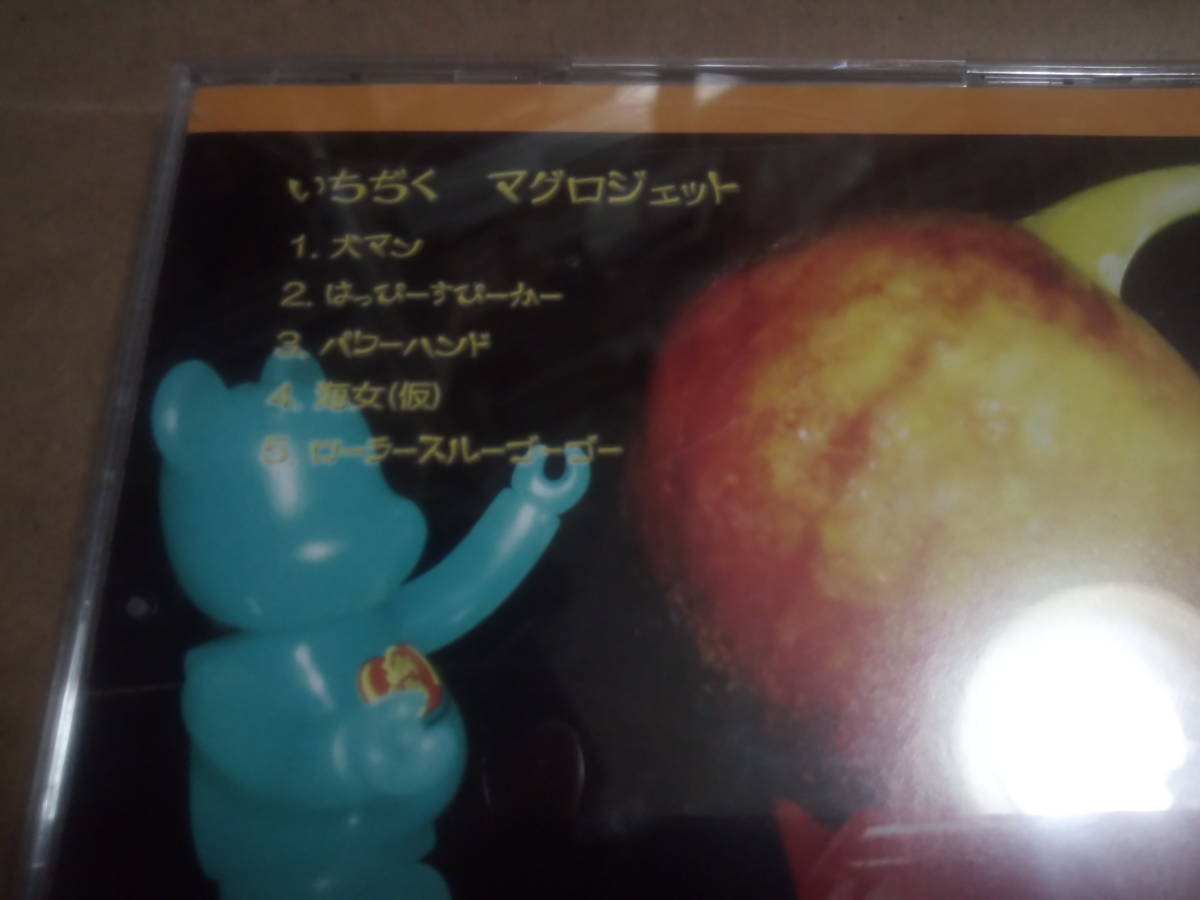 いちぢく　マグロジェット
1. 犬マン
2. はっぴーすぴーかー
3. パワーハンド
4. 海女(仮)
5. ローラースルーゴーゴー